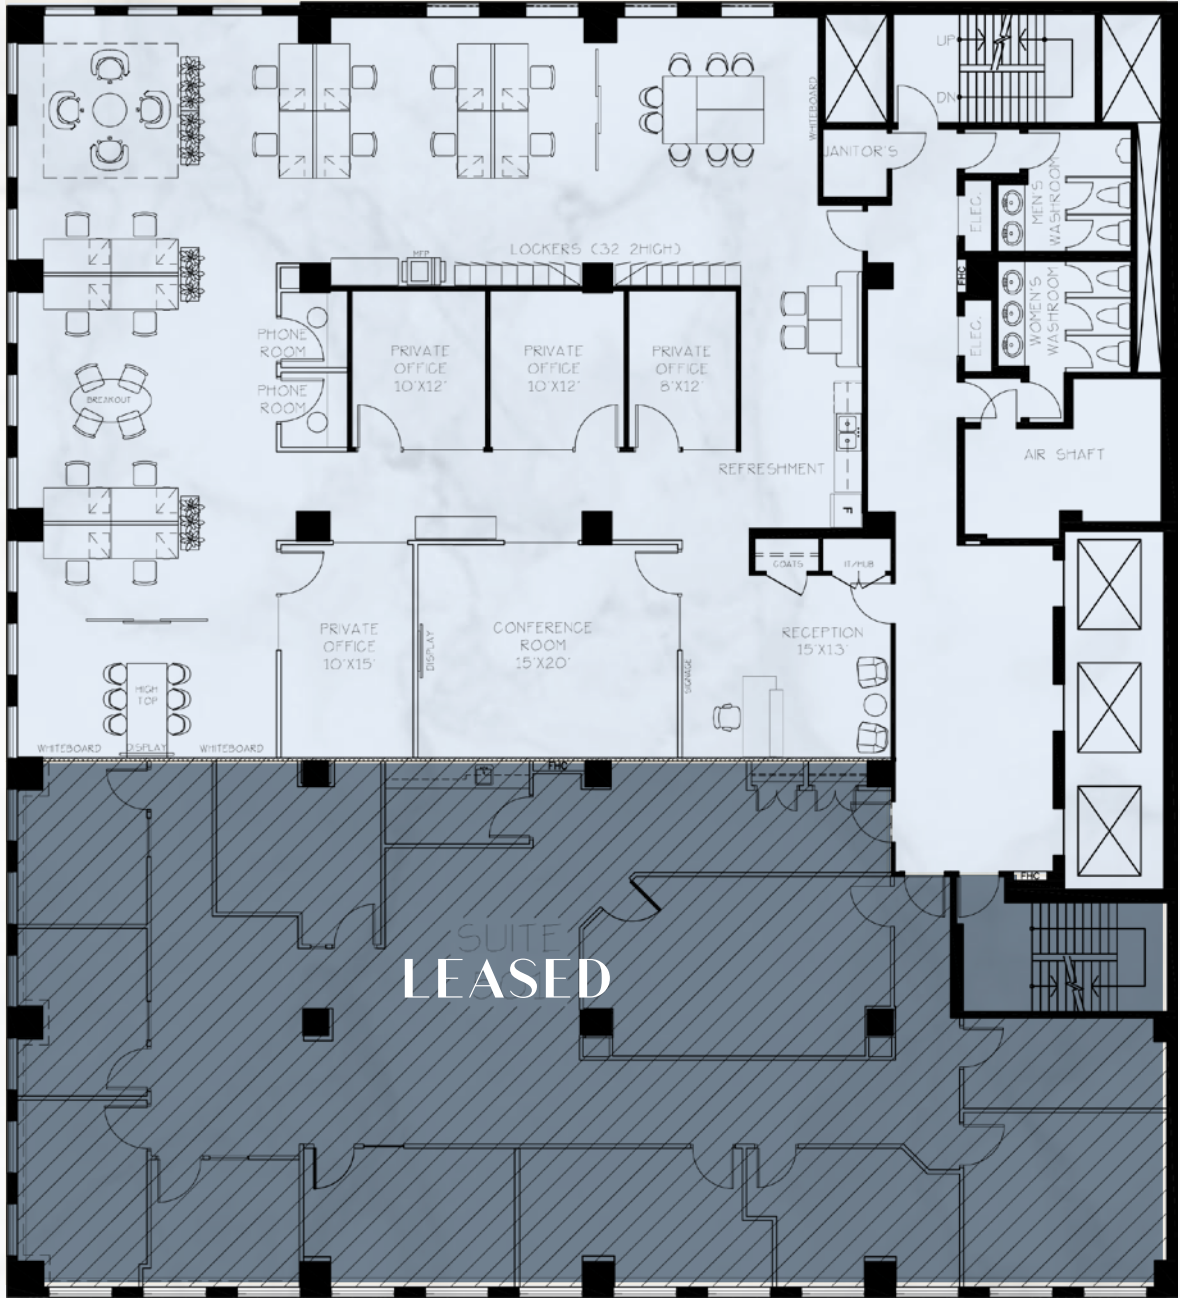 UP
DN
WHITEBOARD
JANITOR'S
ELEC.
MEN'S
WASHROOM
LOCKERS (32 2HIGH)
MFP
FHC
WOMEN'S
WASHROOM
ELEC.
PHONE
ROOM
PHONE
ROOM
PRIVATE
OFFICE
10'X12'
PRIVATE
OFFICE
10'X12'
PRIVATE
OFFICE
8'X12'
BREAKOUT
REFRESHMENT
AIR SHAFT
F
COATS
IT/HUB
PRIVATE
OFFICE
10'X15'
DISPLAY
CONFERENCE
ROOM
15'X20'
RECEPTION
15'X13'
SIGNAGE
HIGH
TOP
WHITEBOARD
DISPLAY
WHITEBOARD
FHC
FHC
SUITE
LEASED